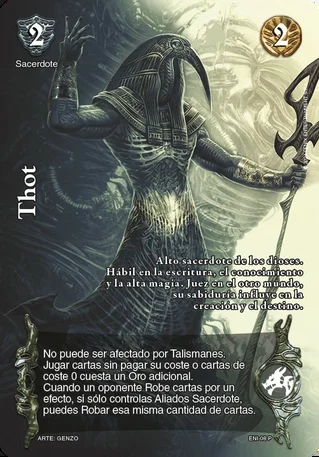 2
2
Sacerdote
Thot
Alto sacerdote de los dioses.
Hábil en la escritura, el conocimiento
y la alta magia. Juez en el otro mundo,
su sabiduría influye en la
creación y el destino.
No puede ser afectado por Talismanes.
Jugar cartas sin pagar su coste o cartas de
coste 0 cuesta un Oro adicional.
Cuando un oponente Robe cartas por un
efecto, si sólo controlas Aliados Sacerdote,
puedes Robar esa misma cantidad de cartas.
ARTE: GENZO